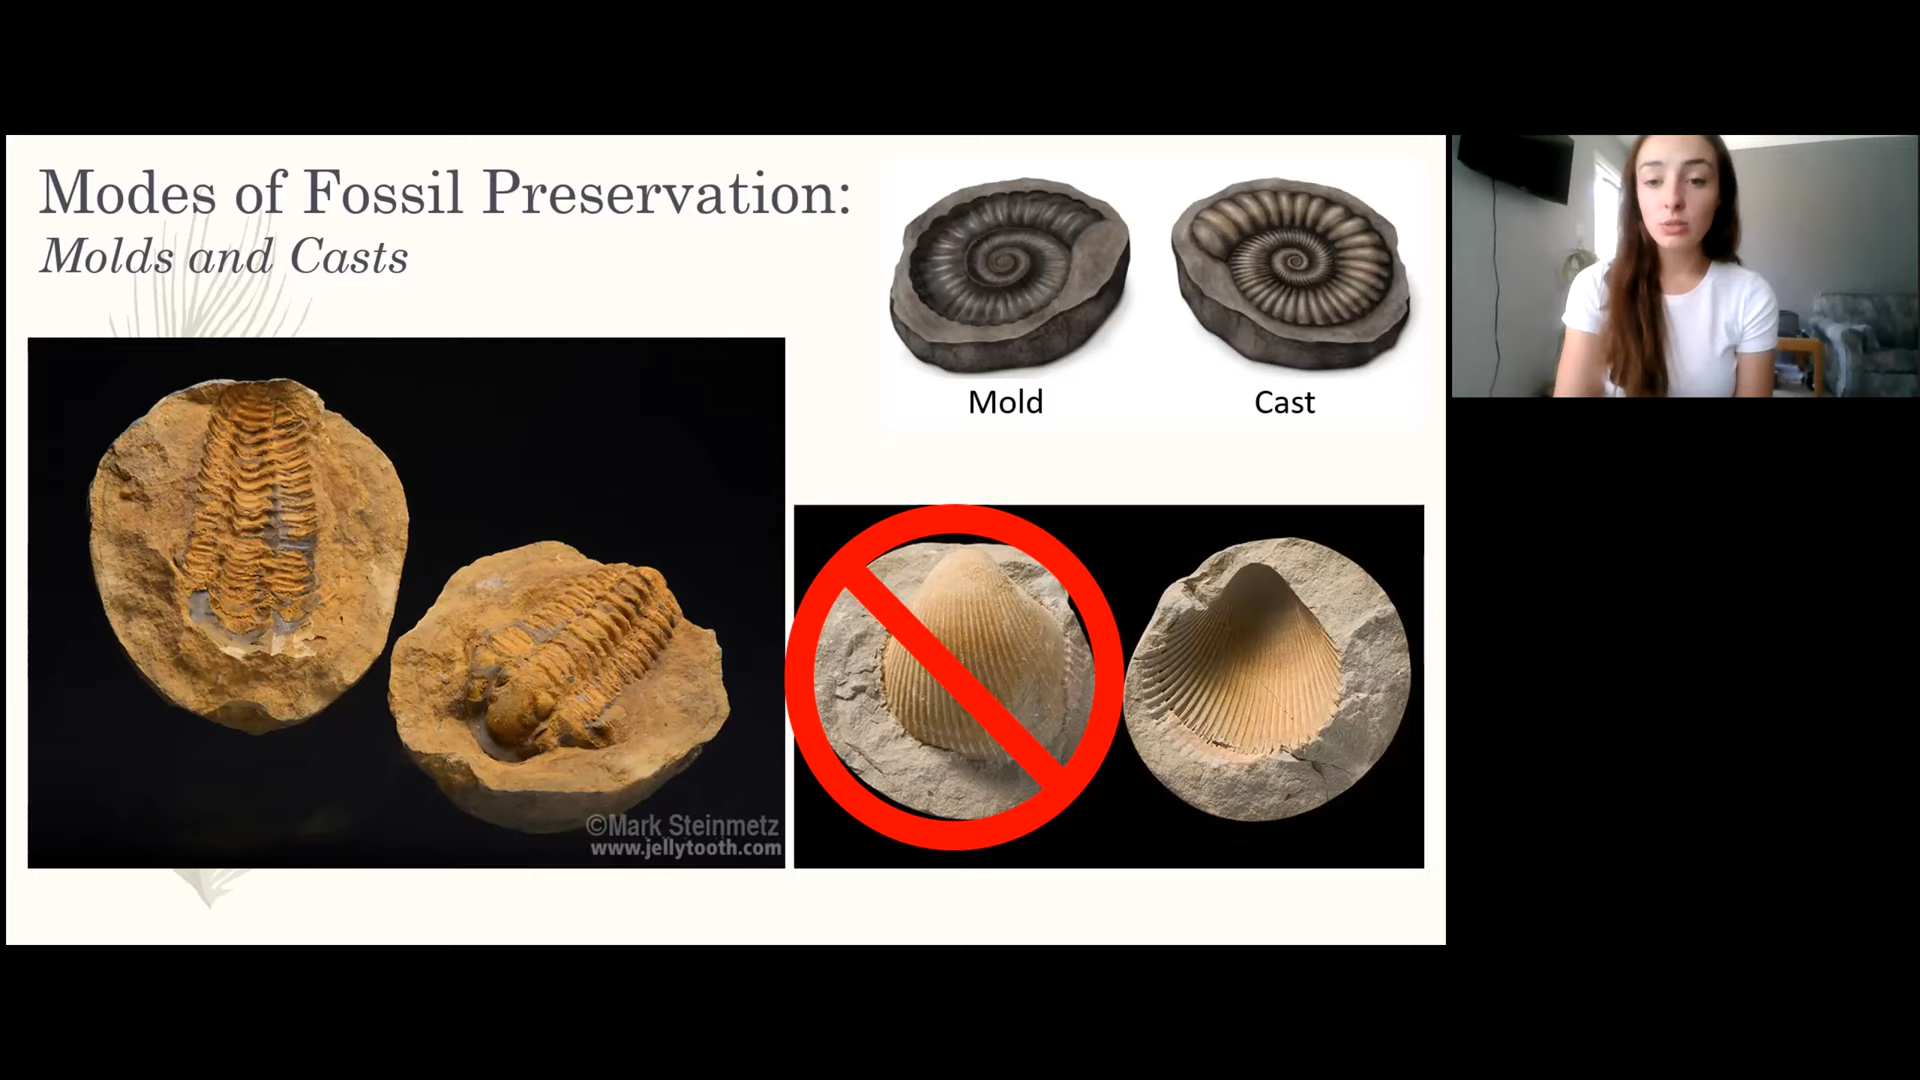 Modes of Fossil Preservation:
Molds and Casts
Mold
Cast
©Mark Steinmetz
www.jellytooth.com